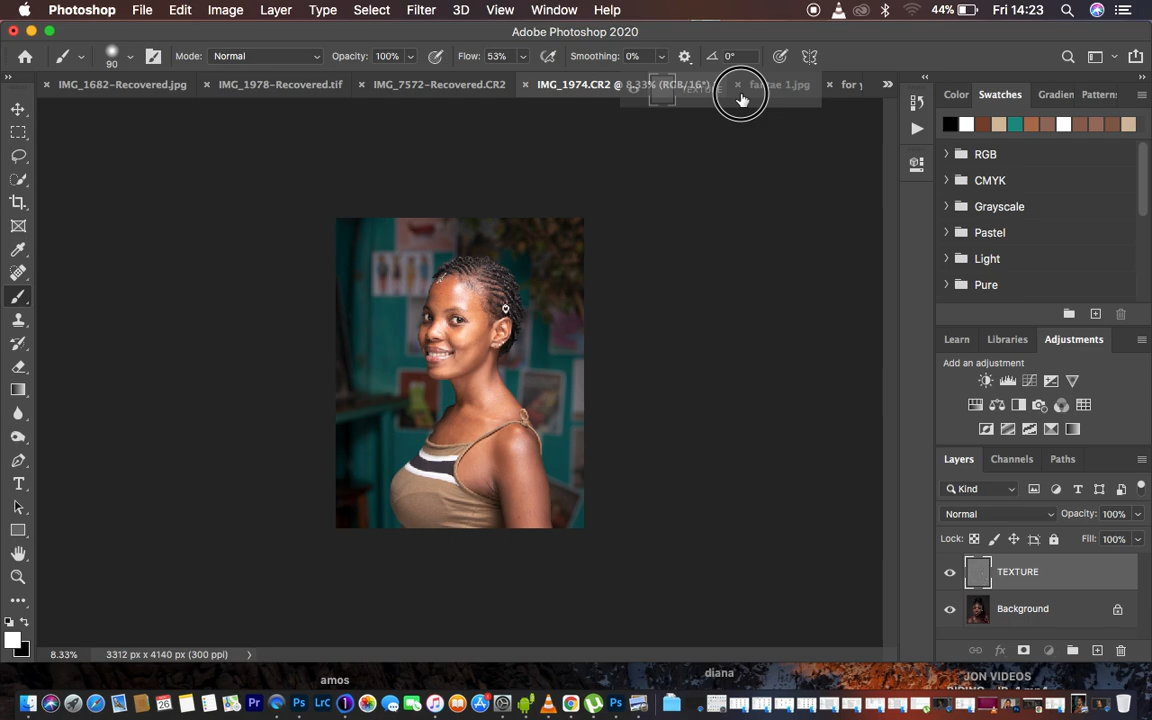 Photoshop File Edit Image Layer Type Select Filter 3D View Window Help 44% Fri 14:23
Adobe Photoshop 2020
90 Mode: Normal Opacity: 100% Flow: 53% Smoothing: 0% 0°
IMG_1682-Recovered.jpg IMG_1978-Recovered.tif IMG_7572-Recovered.CR2 IMG_1974.CR2 @ 8.33% (RGB/16*) 1.jpg for y
TEXTURE
Color Swatches Gradien Patterns
RGB
CMYK
Grayscale
Pastel
Light
Pure
Learn Libraries Adjustments
Add an adjustment
Layers Channels Paths
Kind
Normal Opacity: 100%
Lock: Fill: 100%
TEXTURE
Background
8.33% 3312 px x 4140 px (300 ppi)
amos diana JON VIDEOS